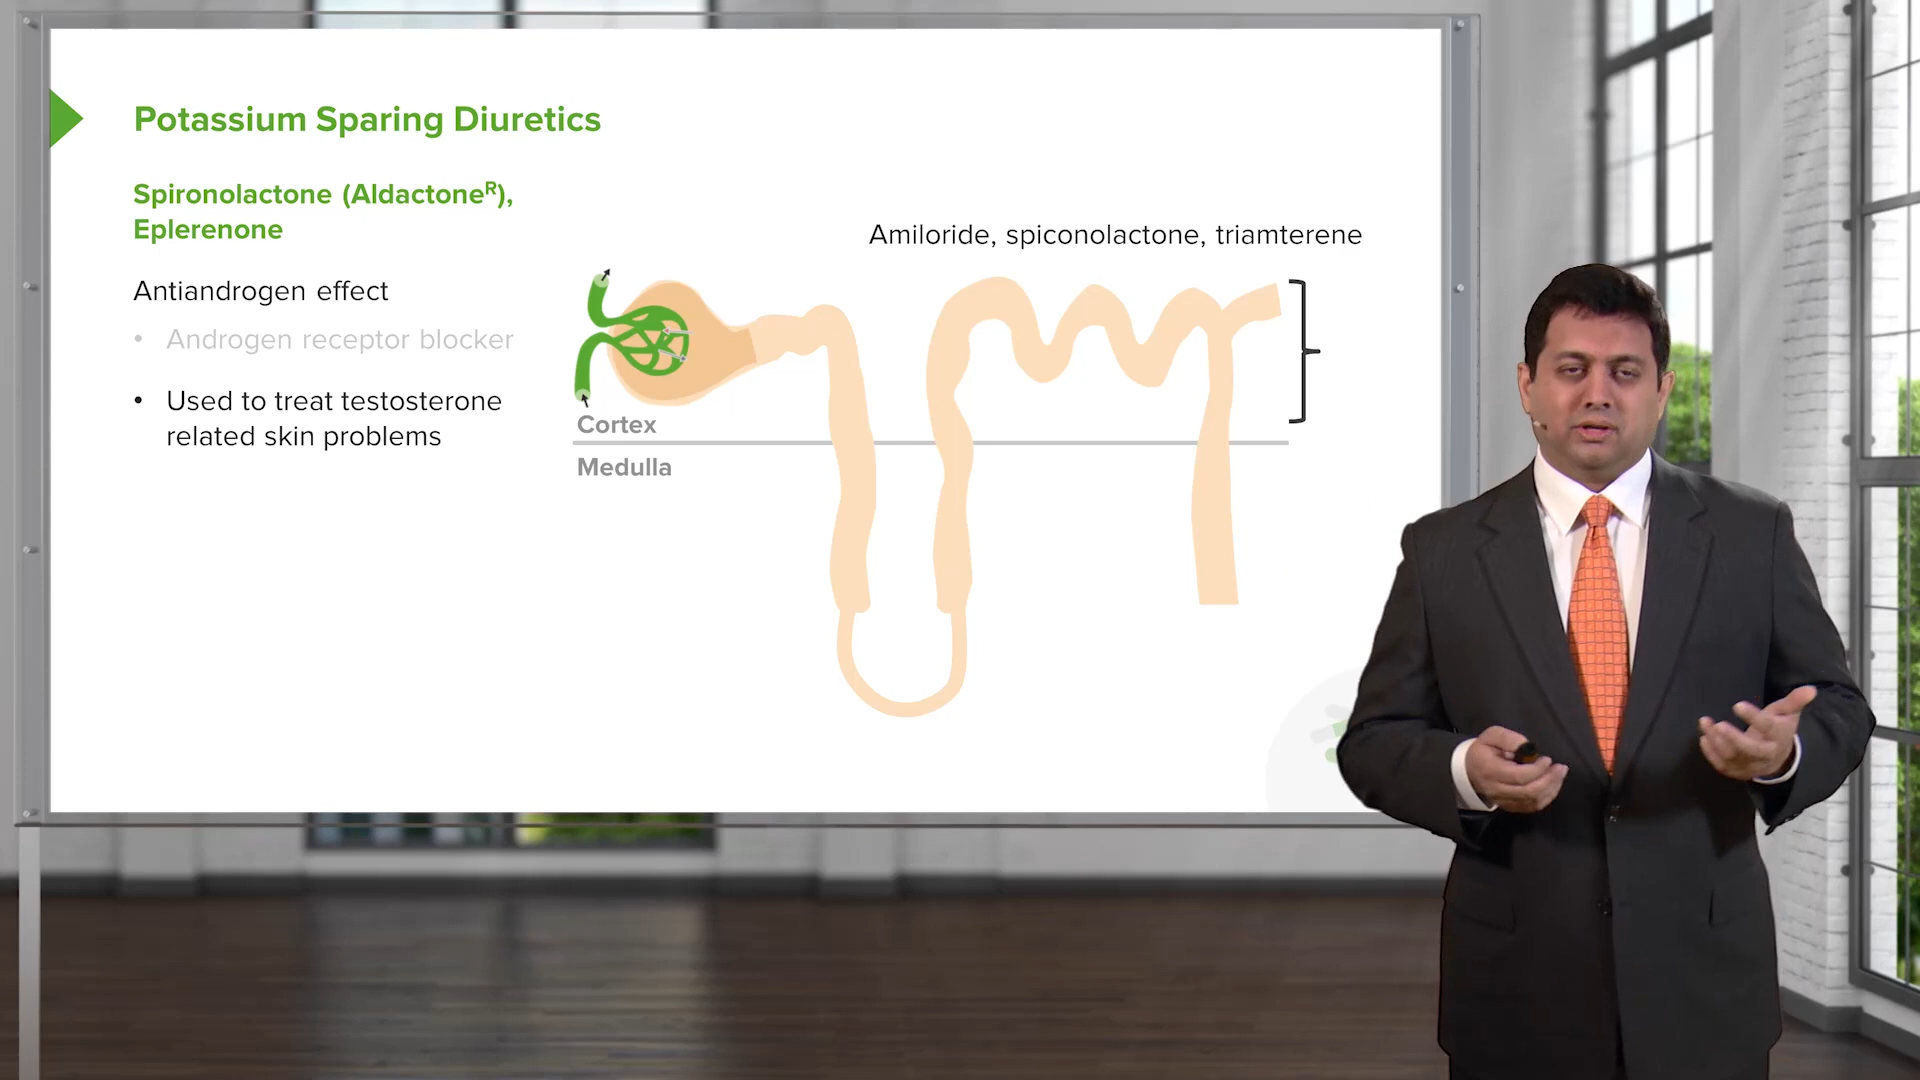 Potassium Sparing Diuretics
Spironolactone (Aldactoneᴿ),
Eplerenone
Antiandrogen effect
• Androgen receptor blocker
• Used to treat testosterone
related skin problems
Amiloride, spiconolactone, triamterene
Cortex
Medulla